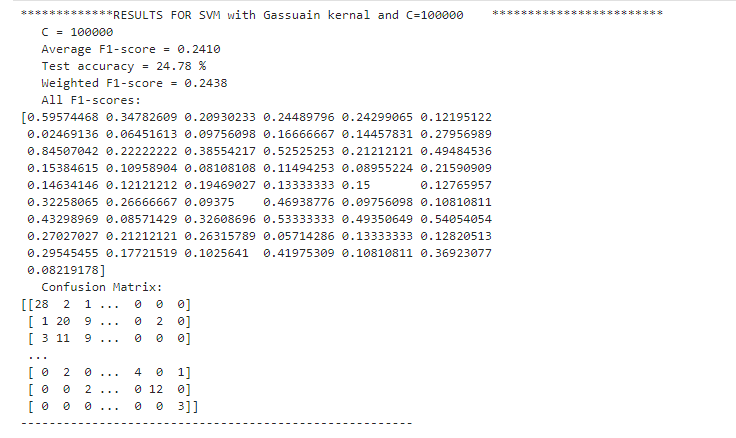 *************RESULTS FOR SVM with Gassuain kernal and C=100000    ************************
C = 100000
Average F1-score = 0.2410
Test accuracy = 24.78 %
Weighted F1-score = 0.2438
All F1-scores:
[0.59574468 0.34782609 0.20930233 0.24489796 0.24299065 0.12195122
0.02469136 0.06451613 0.09756098 0.16666667 0.14457831 0.27956989
0.84507042 0.22222222 0.38554217 0.52525253 0.21212121 0.49484536
0.15384615 0.10958904 0.08108108 0.11494253 0.08955224 0.21590909
0.14634146 0.12121212 0.19469027 0.13333333 0.15       0.12765957
0.32258065 0.26666667 0.09375    0.46938776 0.09756098 0.10810811
0.43298969 0.08571429 0.32608696 0.53333333 0.49350649 0.54054054
0.27027027 0.21212121 0.26315789 0.05714286 0.13333333 0.12820513
0.29545455 0.17721519 0.1025641  0.41975309 0.10810811 0.36923077
0.08219178]
Confusion Matrix:
[[28  2  1 ...  0  0  0]
[ 1 20  9 ...  0  2  0]
[ 3 11  9 ...  0  0  0]
...
[ 0  2  0 ...  4  0  1]
[ 0  0  2 ...  0 12  0]
[ 0  0  0 ...  0  0  3]]
--------------------------------------------------------